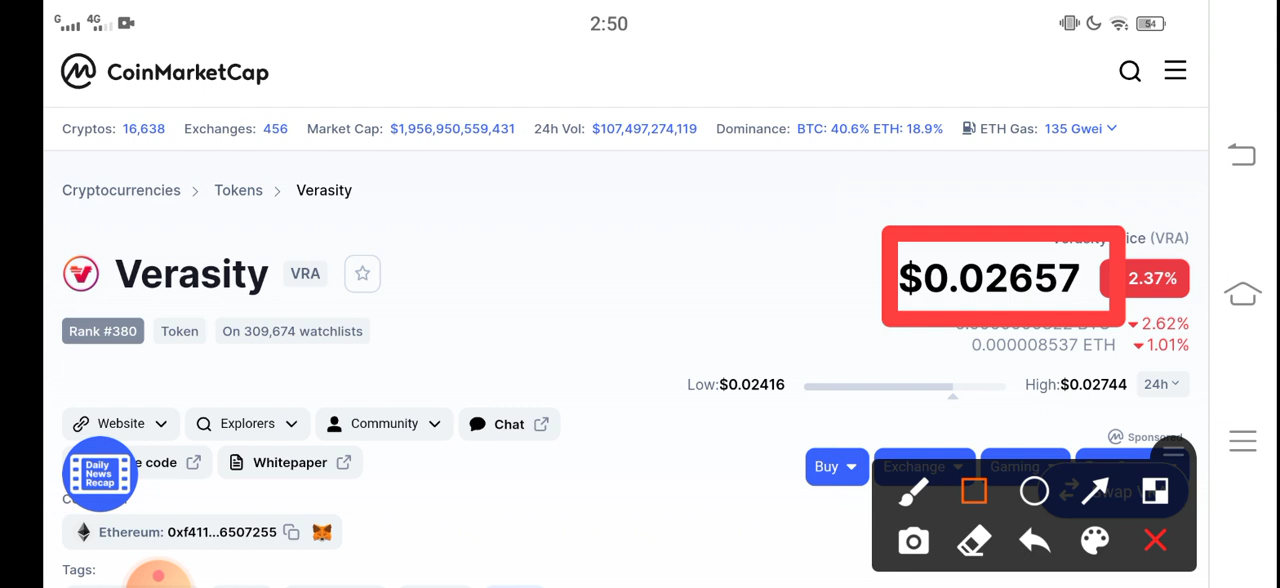 G 4G 2:50 54
CoinMarketCap
Cryptos: 16,638 Exchanges: 456 Market Cap: $1,956,950,559,431 24h Vol: $107,497,274,119 Dominance: BTC: 40.6% ETH: 18.9% ETH Gas: 135 Gwei
Cryptocurrencies > Tokens > Verasity
(VRA)
Verasity VRA $0.02657 2.37%
Rank #380 Token On 309,674 watchlists
2.62%
0.000008537 ETH 1.01%
Low:$0.02416 High:$0.02744 24h
Website Explorers Community Chat
Sponsored
Daily News Recap
code Whitepaper
Buy Exchange Gaming
Ethereum: 0xf411...6507255
Tags: